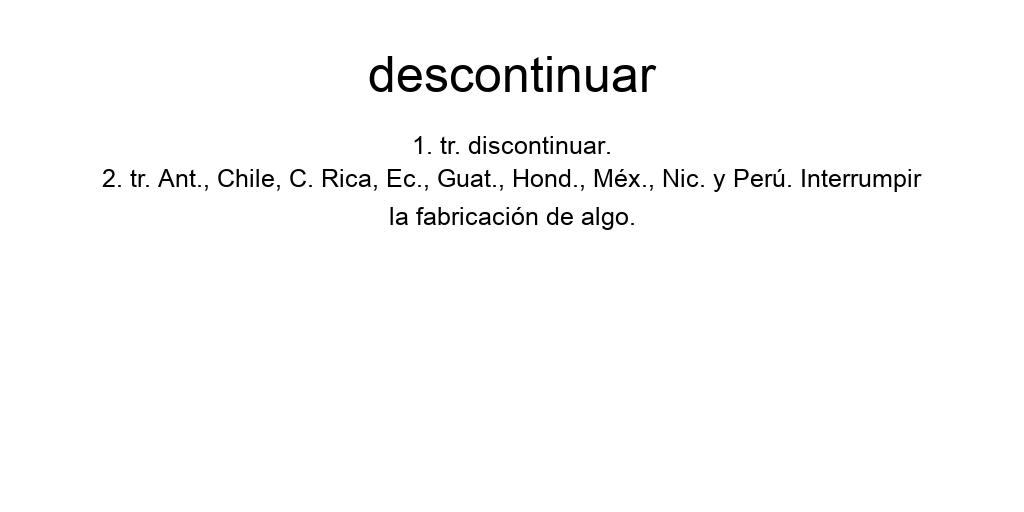 descontinuar
1. tr. discontinuar.
2. tr. Ant., Chile, C. Rica, Ec., Guat., Hond., Méx., Nic. y Perú. Interrumpir
la fabricación de algo.